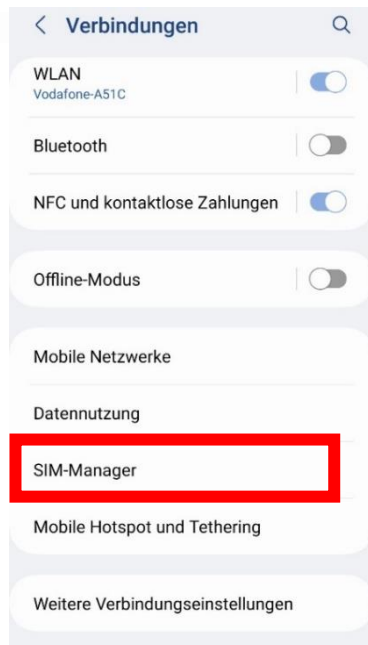 Verbindungen
WLAN
Vodafone-A51C
Bluetooth
NFC und kontaktlose Zahlungen
Offline-Modus
Mobile Netzwerke
Datennutzung
SIM-Manager
Mobile Hotspot und Tethering
Weitere Verbindungseinstellungen